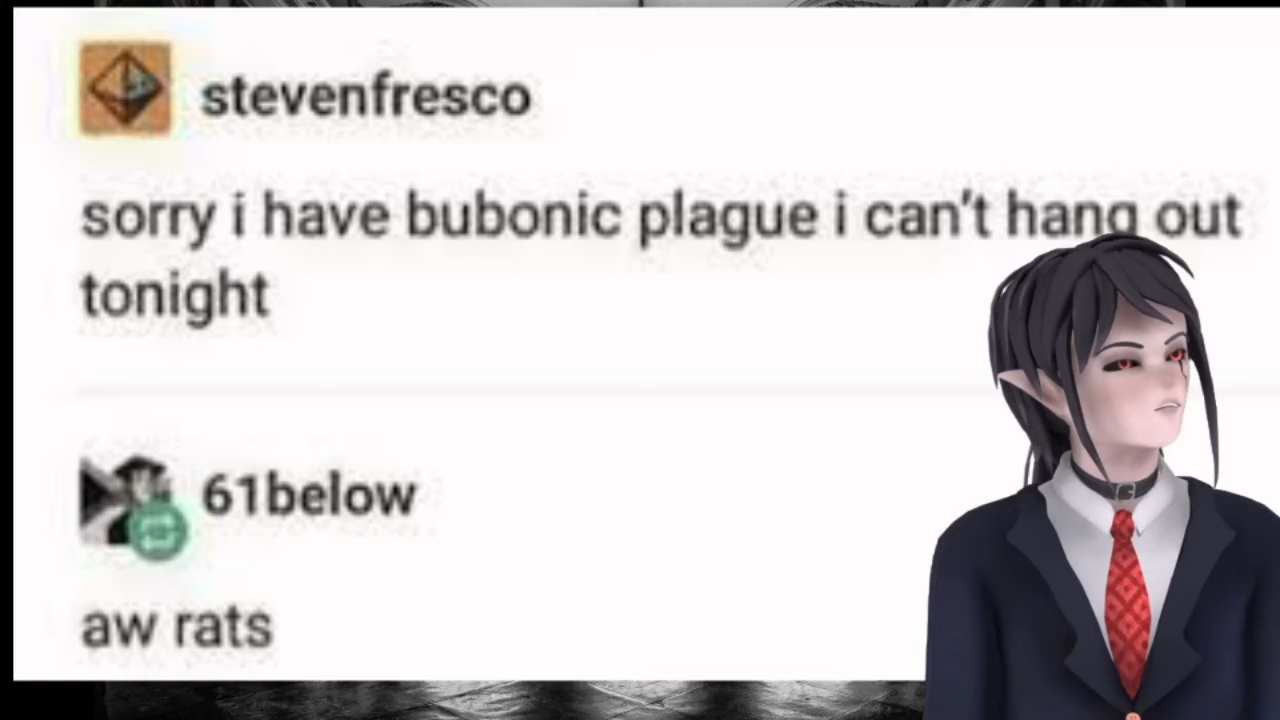 stevenfresco
sorry i have bubonic plague i can't hang out
tonight
61below
aw rats